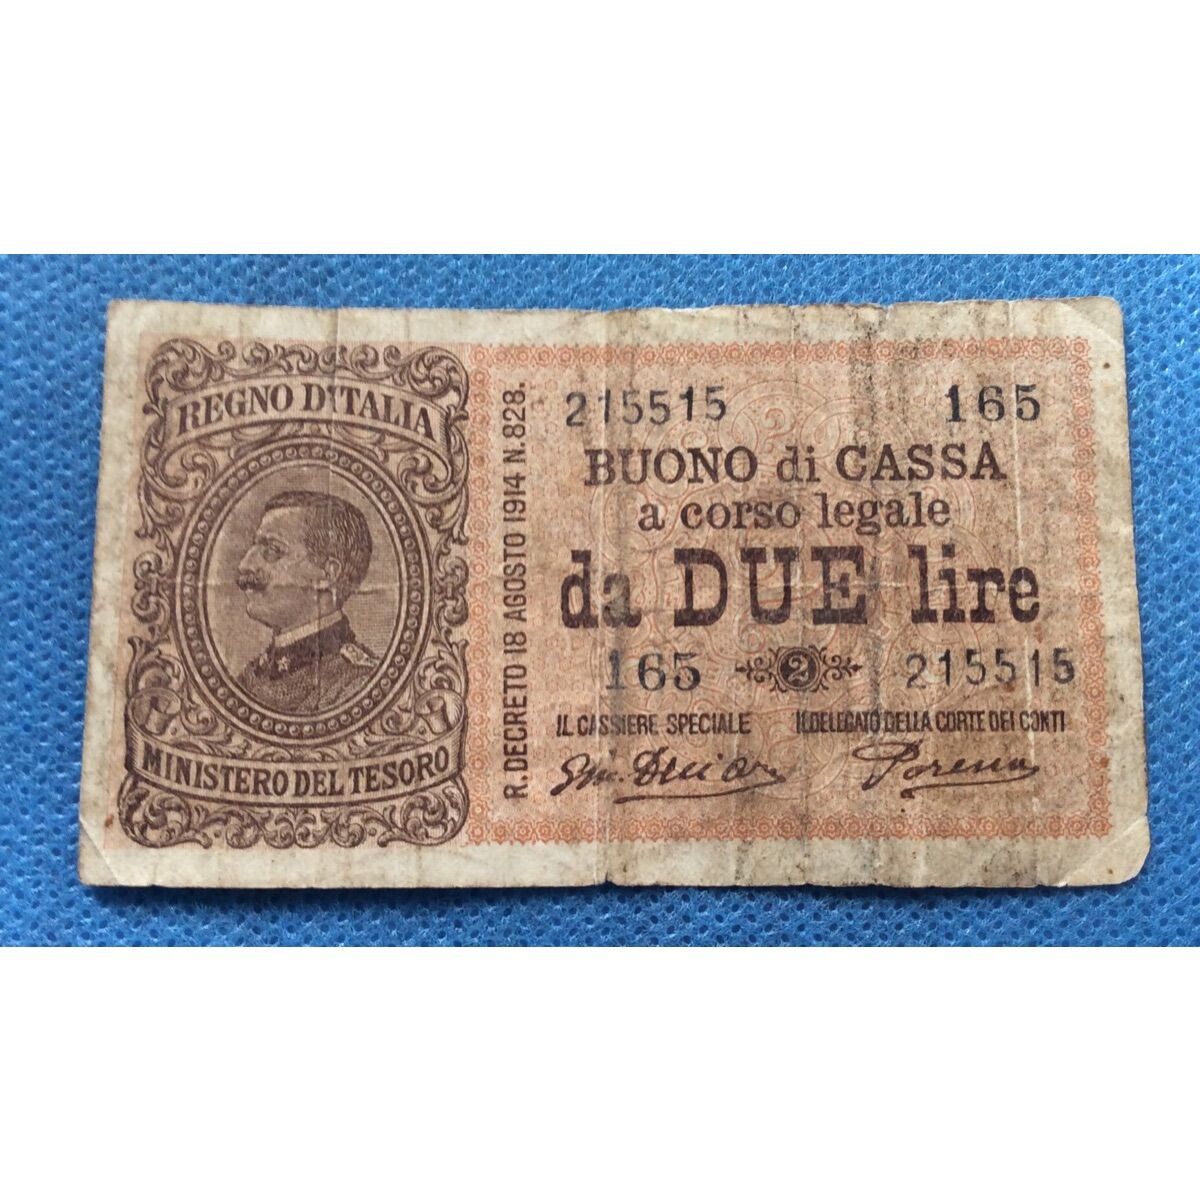 REGNO D'ITALIA
MINISTERO DEL TESORO
R. DECRETO 18 AGOSTO 1914 N. 828.
215515 165
BUONO di CASSA
a corso legale
da DUE lire
165 2 215515
IL CASSIERE SPECIALE IL DELEGATO DELLA CORTE DEI CONTI
Porena